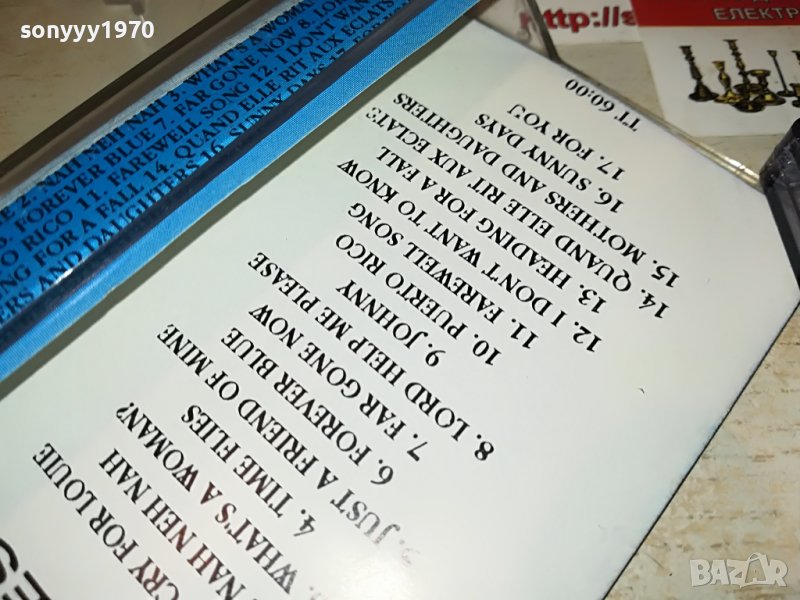 sonyyy1970
http://s
ЕЛЕКТР
NAH NEH NAH 3. WHAT'S A WOMAN
FOREVER BLUE 7. FAR GONE NOW 8. LOR
RICO 11. FAREWELL SONG 12. I DONT WANT
NG FOR A FALL 14. QUAND ELLE RIT AUX ECLATS
ERS AND DAUGHTERS 16. SUNNY DAYS 17.
CRY FOR LOUIE
NAH NEH NAH
WHAT'S A WOMAN?
4. TIME FLIES
JUST A FRIEND OF MINE
6. FOREVER BLUE
7. FAR GONE NOW
8. LORD HELP ME PLEASE
9. JOHNNY
10. PUERTO RICO
11. FAREWELL SONG
12. I DON'T WANT TO KNOW
13. HEADING FOR A FALL
14. QUAND ELLE RIT AUX ECLATS
15. MOTHERS AND DAUGHTERS
16. SUNNY DAYS
17. FOR YOU
TT 60:00
BAZAR